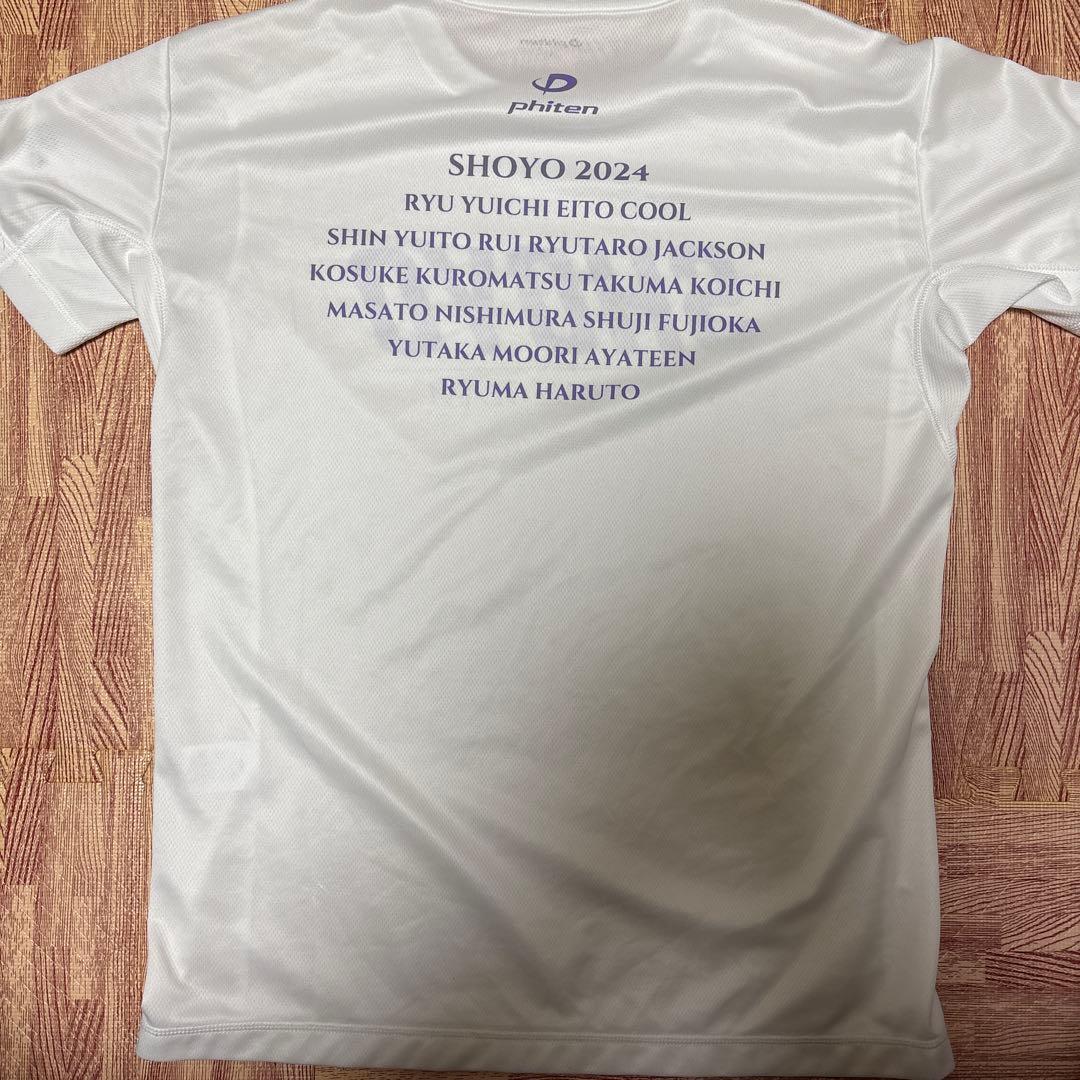 phiten
phiten
SHOYO 2024
RYU YUICHI EITO COOL
SHIN YUITO RUI RYUTARO JACKSON
KOSUKE KUROMATSU TAKUMA KOICHI
MASATO NISHIMURA SHUJI FUJIOKA
YUTAKA MOORI AYATEEN
RYUMA HARUTO